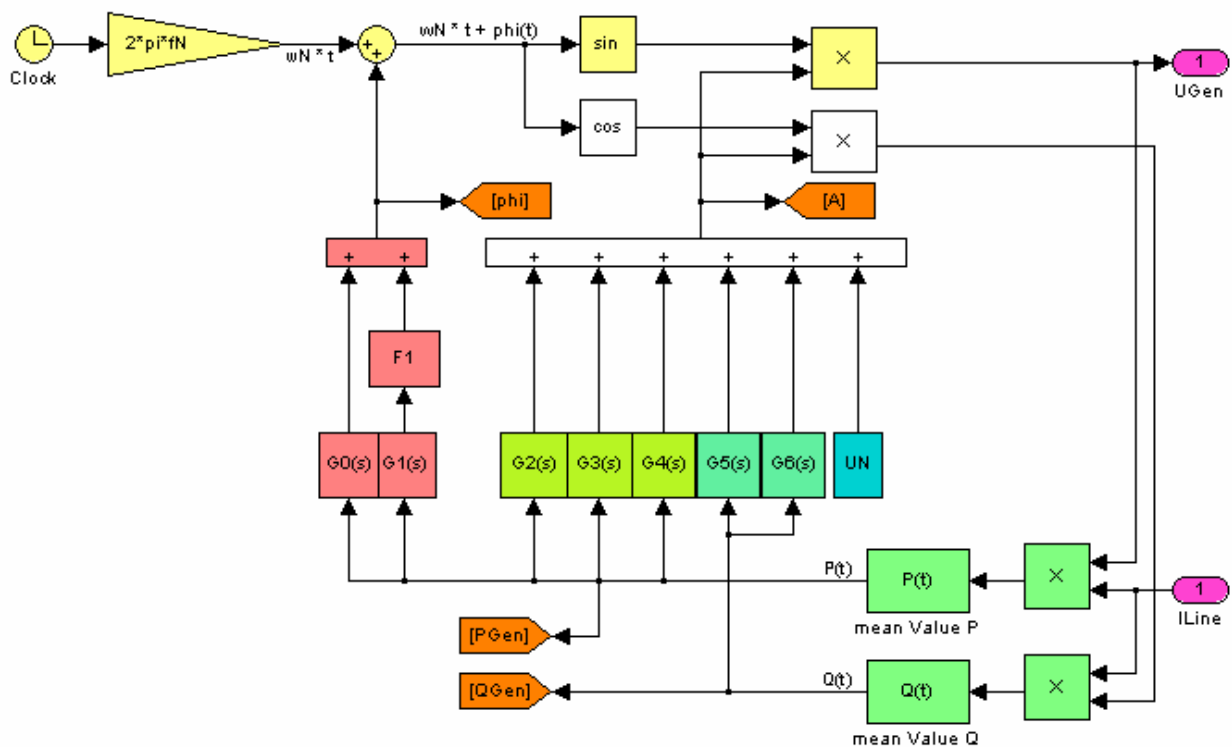 2*pi*fN
Clock
wN * t
+
+
wN * t + phi(t)
sin
×
1
UGen
cos
×
[phi]
[A]
+ +
+ + + + + +
F1
G0(s) G1(s) G2(s) G3(s) G4(s) G5(s) G6(s) UN
P(t)
P(t)
mean Value P
×
1
ILine
[PGen]
[QGen]
Q(t)
Q(t)
mean Value Q
×